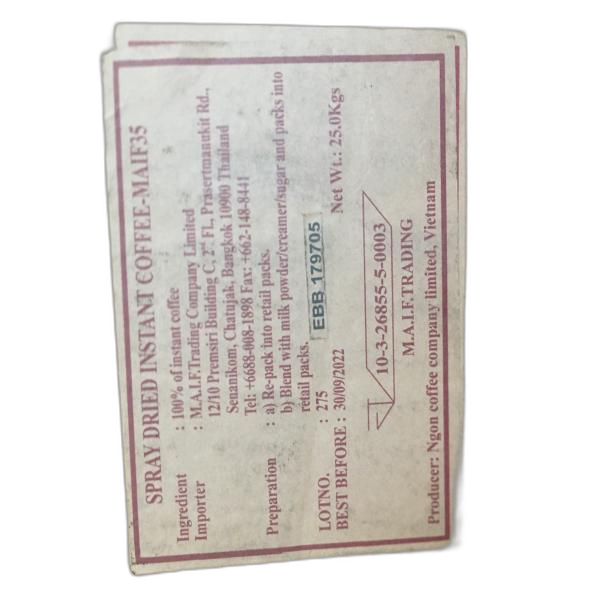 SPRAY DRIED INSTANT COFFEE-MAIF35
Ingredient : 100% of instant coffee
Importer : M.A.I.F.Trading Company Limited
12/10 Premsiri Building C, 2nd FL, Prasertmanukit Rd.,
Senanikom, Chatujak, Bangkok 10900 Thailand
Tel: +6688-008-1898 Fax: +662-148-8441
Preparation : a) Re-pack into retail packs.
b) Blend with milk powder/creamer/sugar and packs into
retail packs.
EBB 179705
LOTNO. : 275
BEST BEFORE : 30/09/2022 Net Wt.: 25.0Kgs
10-3-26855-5-0003
M.A.I.F.TRADING
Producer: Ngon coffee company limited, Vietnam